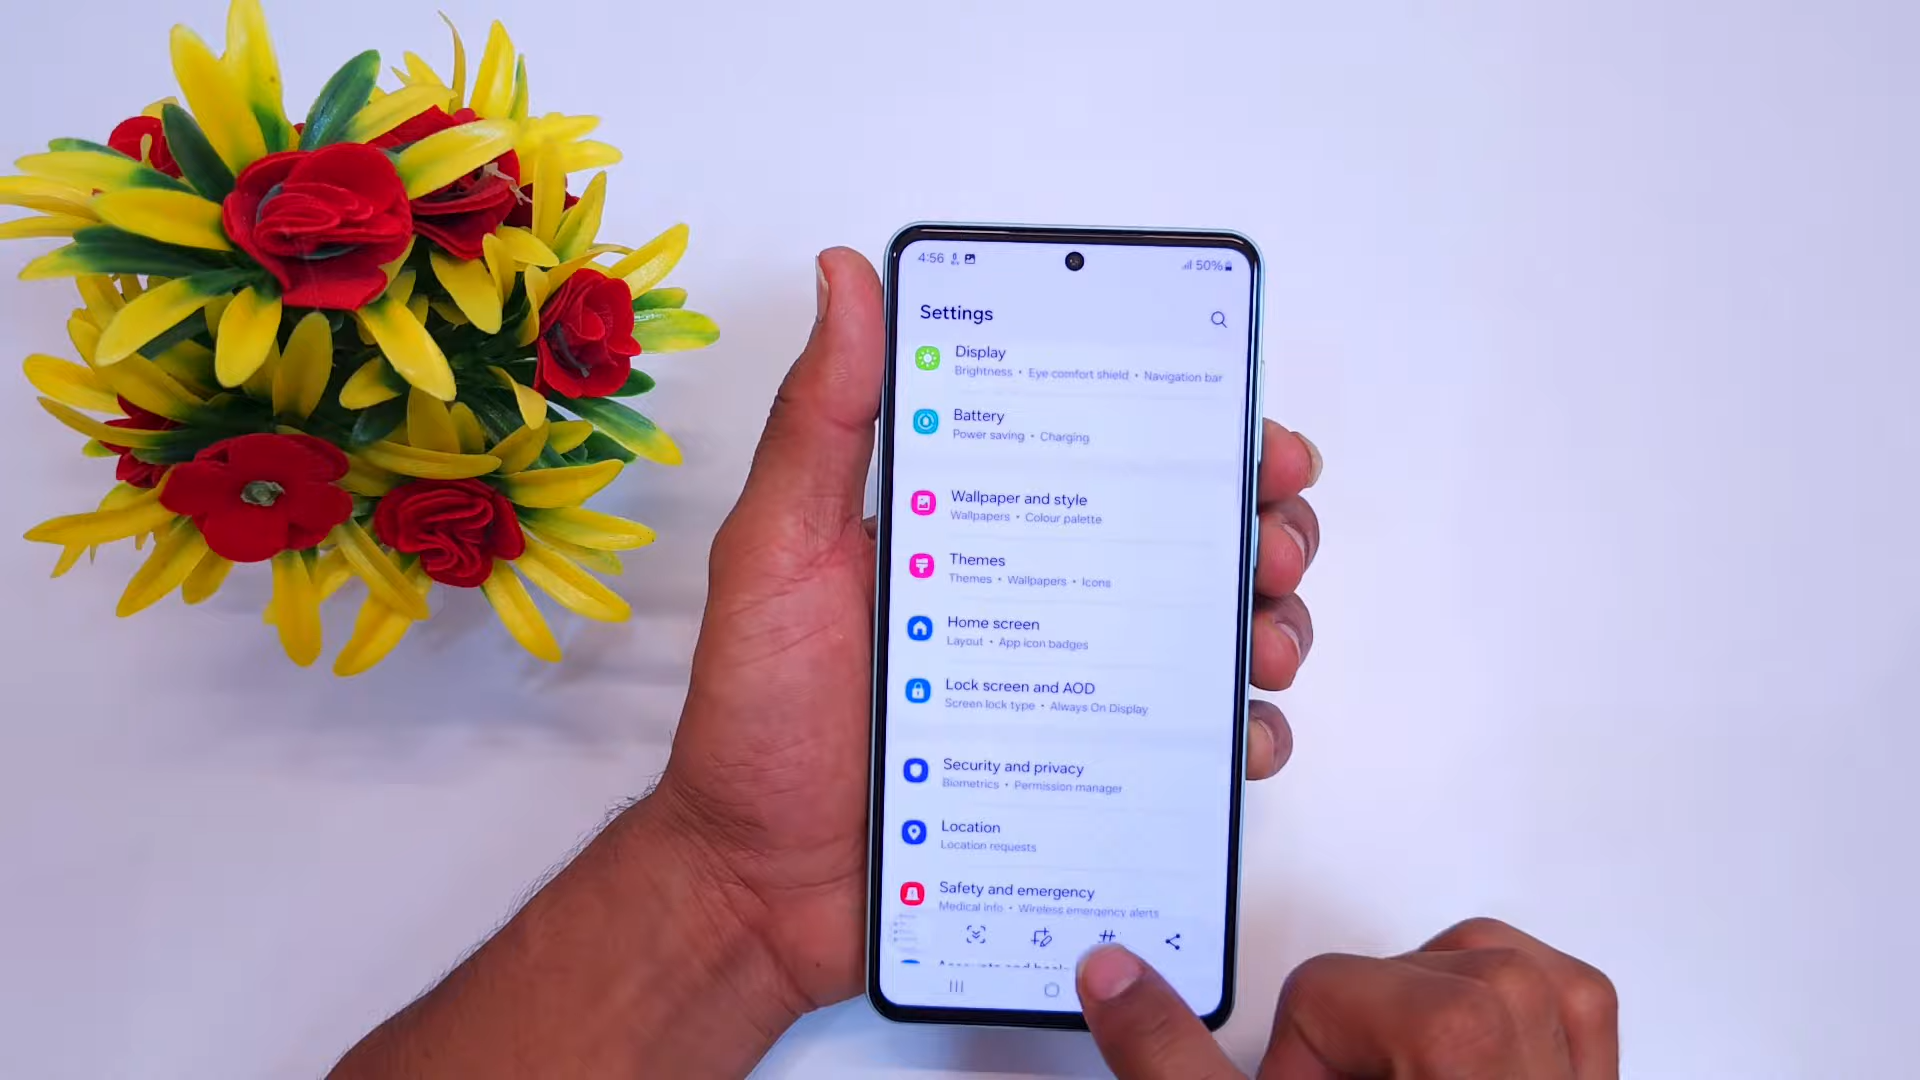 4:56
50%
Settings
Display
Brightness • Eye comfort shield • Navigation bar
Battery
Power saving • Charging
Wallpaper and style
Wallpapers • Colour palette
Themes
Themes • Wallpapers • Icons
Home screen
Layout • App icon badges
Lock screen and AOD
Screen lock type • Always On Display
Security and privacy
Biometrics • Permission manager
Location
Location requests
Safety and emergency
Medical info • Wireless emergency alerts